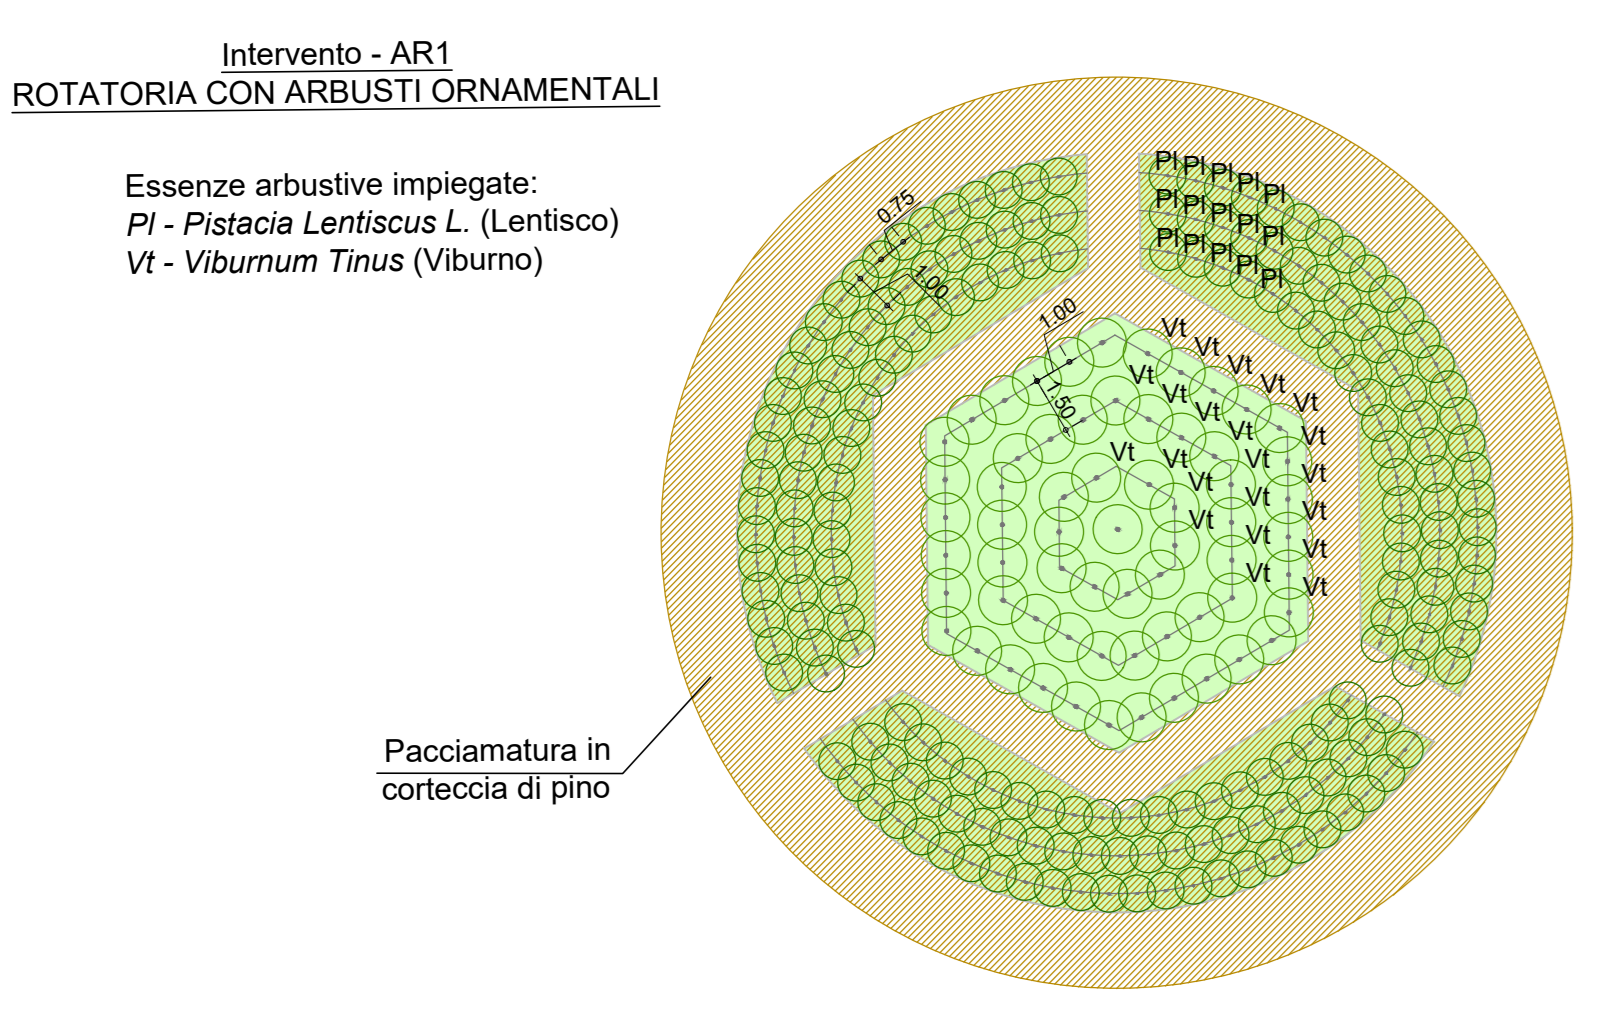 Intervento - AR1
ROTATORIA CON ARBUSTI ORNAMENTALI
Essenze arbustive impiegate:
Pl - Pistacia Lentiscus L. (Lentisco)
Vt - Viburnum Tinus (Viburno)
Pl Pl Pl Pl Pl
Pl Pl Pl Pl Pl
Pl Pl Pl Pl Pl
0.75
1.00
1.00
1.50
Vt Vt Vt Vt Vt
Vt Vt Vt Vt
Vt Vt Vt Vt Vt
Vt Vt Vt Vt
Vt Vt Vt Vt
Pacciamatura in
corteccia di pino